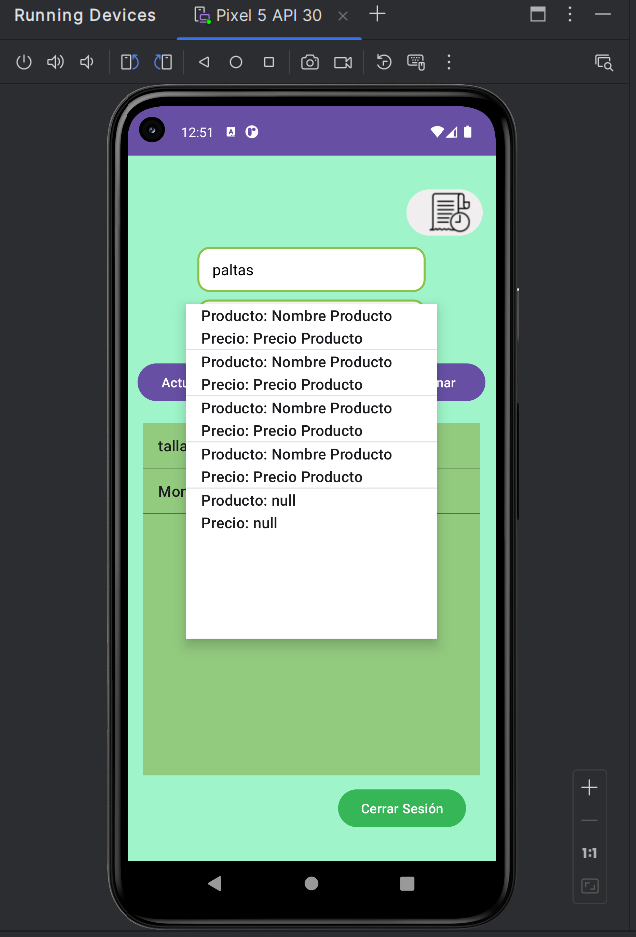 Running Devices
Pixel 5 API 30
12:51
paltas
Producto: Nombre Producto
Precio: Precio Producto
Actu
nar
Producto: Nombre Producto
Precio: Precio Producto
Producto: Nombre Producto
Precio: Precio Producto
talla
Producto: Nombre Producto
Precio: Precio Producto
Mor
Producto: null
Precio: null
Cerrar Sesión
1:1